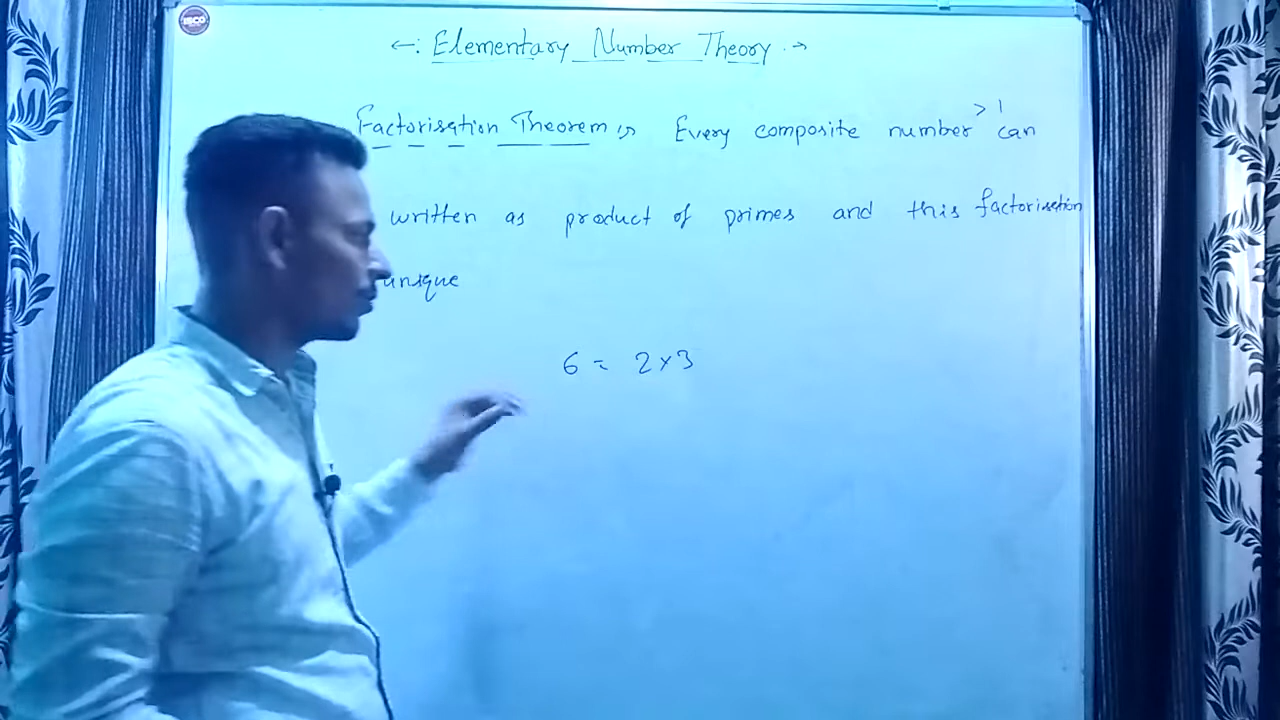 ISCO
←: Elementary Number Theory :→
Factorisation Theorem :> Every composite number > 1 can
written as product of primes and this factorisation
unique
6 = 2×3